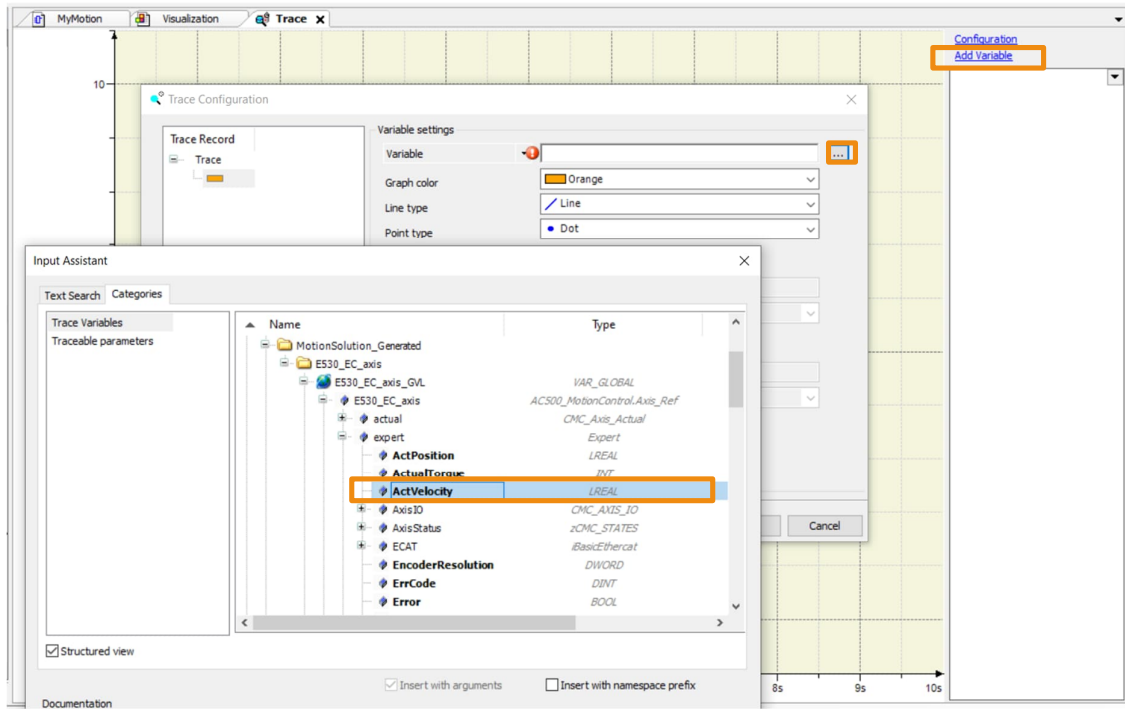 MyMotion Visualization Trace X
Configuration
Add Variable
10
Trace Configuration
Trace Record
Trace
Variable settings
Variable ...
Graph color Orange
Line type Line
Point type Dot
Cancel
Input Assistant
Text Search Categories
Trace Variables
Traceable parameters
Name Type
MotionSolution_Generated
E530_EC_axis
E530_EC_axis_GVL VAR_GLOBAL
E530_EC_axis AC500_MotionControl.Axis_Ref
actual CMC_Axis_Actual
expert Expert
ActPosition LREAL
ActualTorque INT
ActVelocity LREAL
AxisIO CMC_AXIS_IO
AxisStatus zCMC_STATES
ECAT iBasicEthercat
EncoderResolution DWORD
ErrCode DINT
Error BOOL
Structured view
Insert with arguments Insert with namespace prefix
Documentation
8s 9s 10s